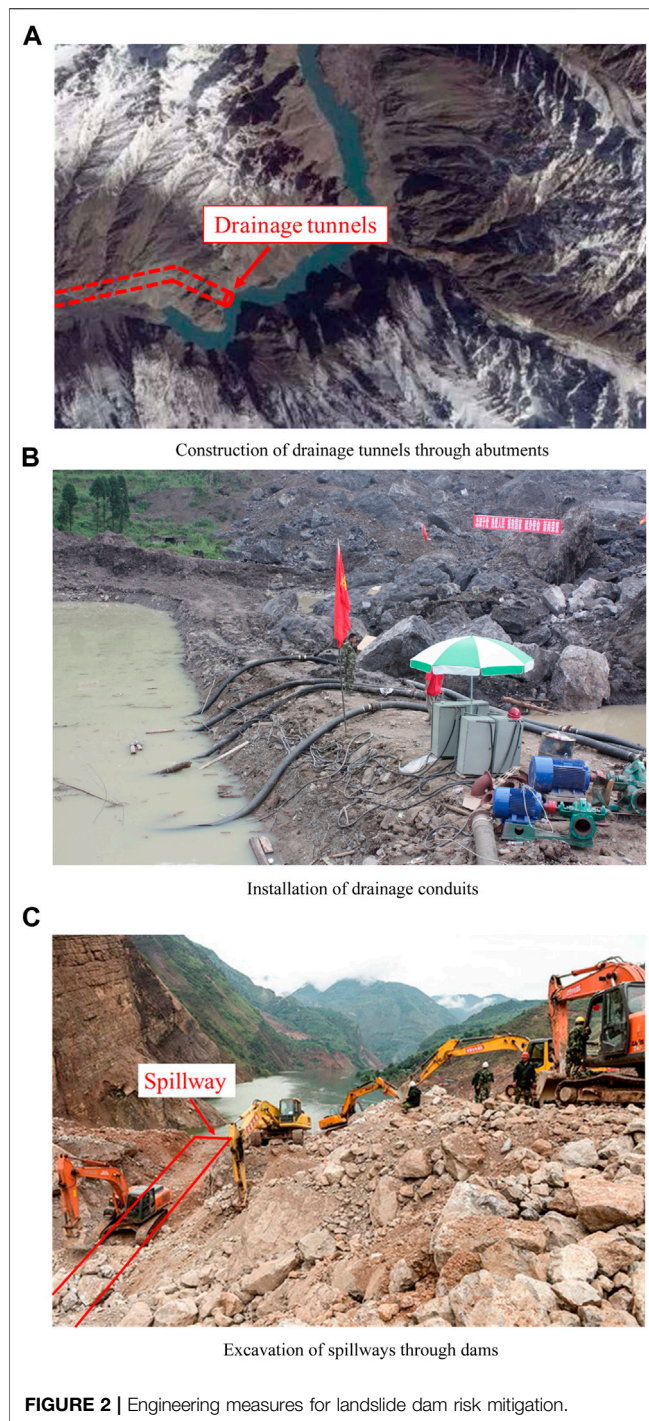 A
Drainage tunnels
Construction of drainage tunnels through abutments
B
Installation of drainage conduits
C
Spillway
Excavation of spillways through dams
FIGURE 2 | Engineering measures for landslide dam risk mitigation.